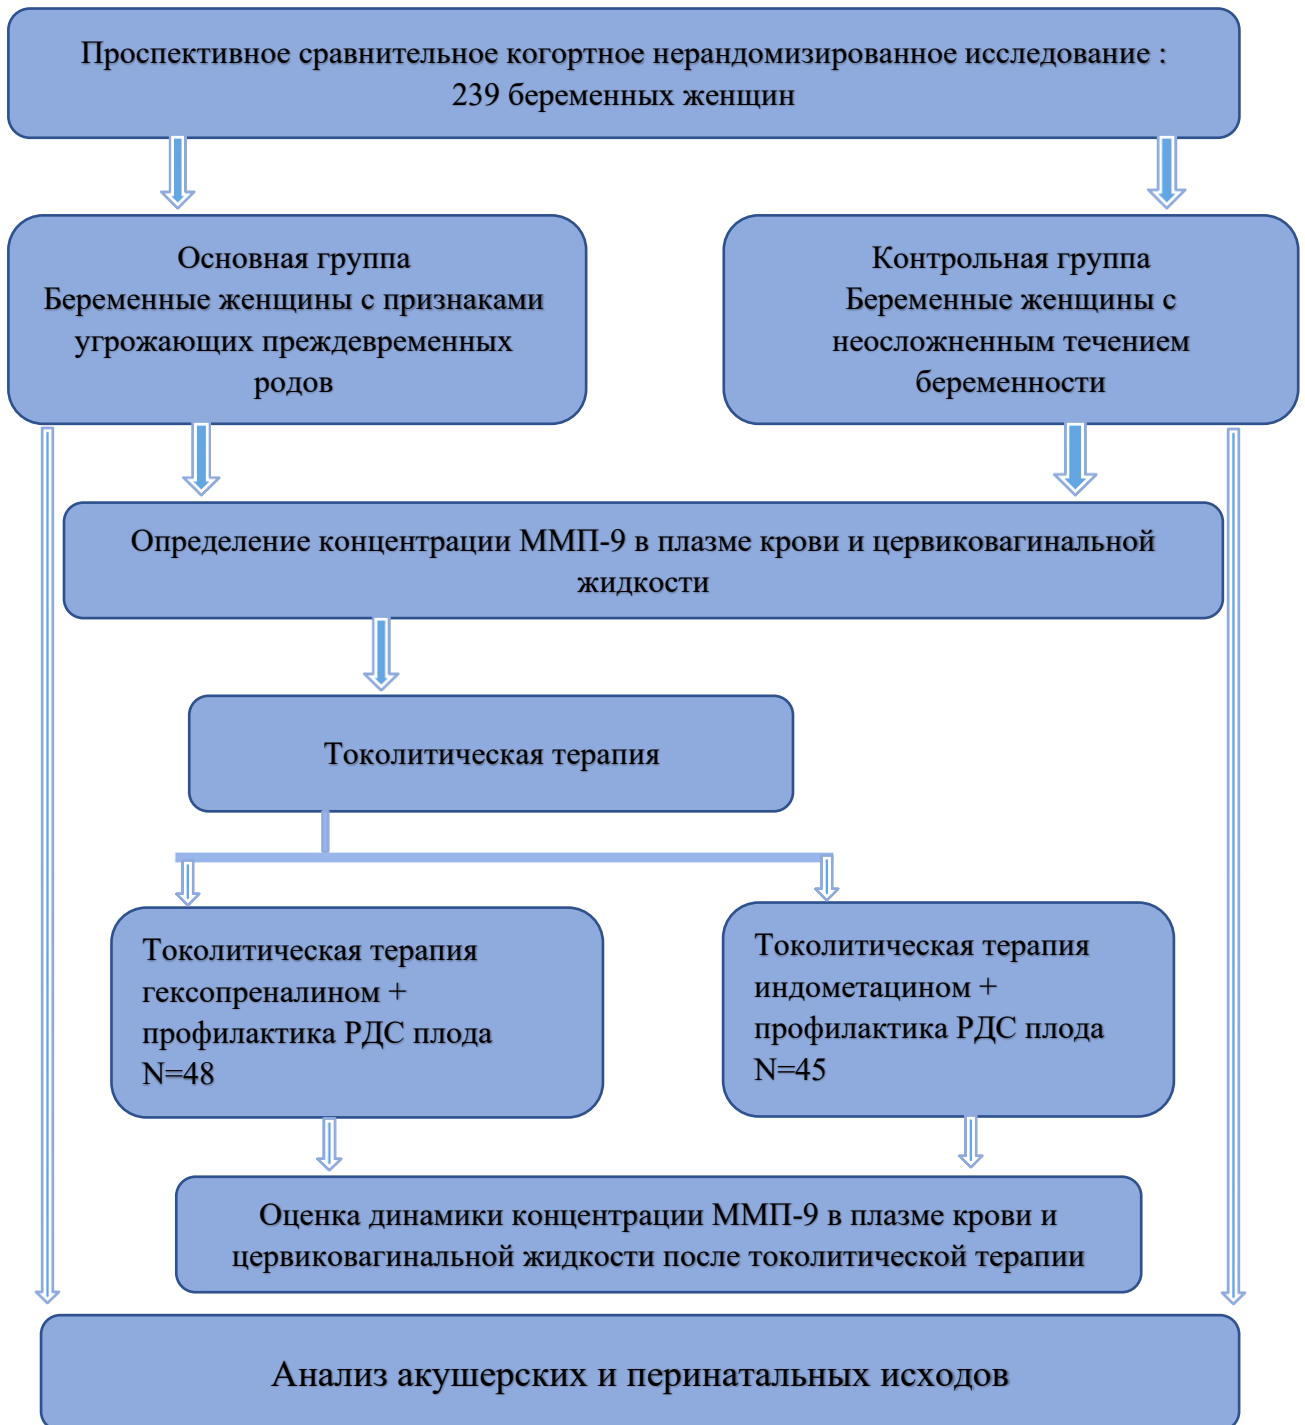 Проспективное сравнительное когортное нерандомизированное исследование :
239 беременных женщин
Основная группа
Беременные женщины с признаками
угрожающих преждевременных
родов
Контрольная группа
Беременные женщины с
неосложненным течением
беременности
Определение концентрации ММП-9 в плазме крови и цервиковагинальной
жидкости
Токолитическая терапия
Токолитическая терапия
гексопреналином +
профилактика РДС плода
N=48
Токолитическая терапия
индометацином +
профилактика РДС плода
N=45
Оценка динамики концентрации ММП-9 в плазме крови и
цервиковагинальной жидкости после токолитической терапии
Анализ акушерских и перинатальных исходов